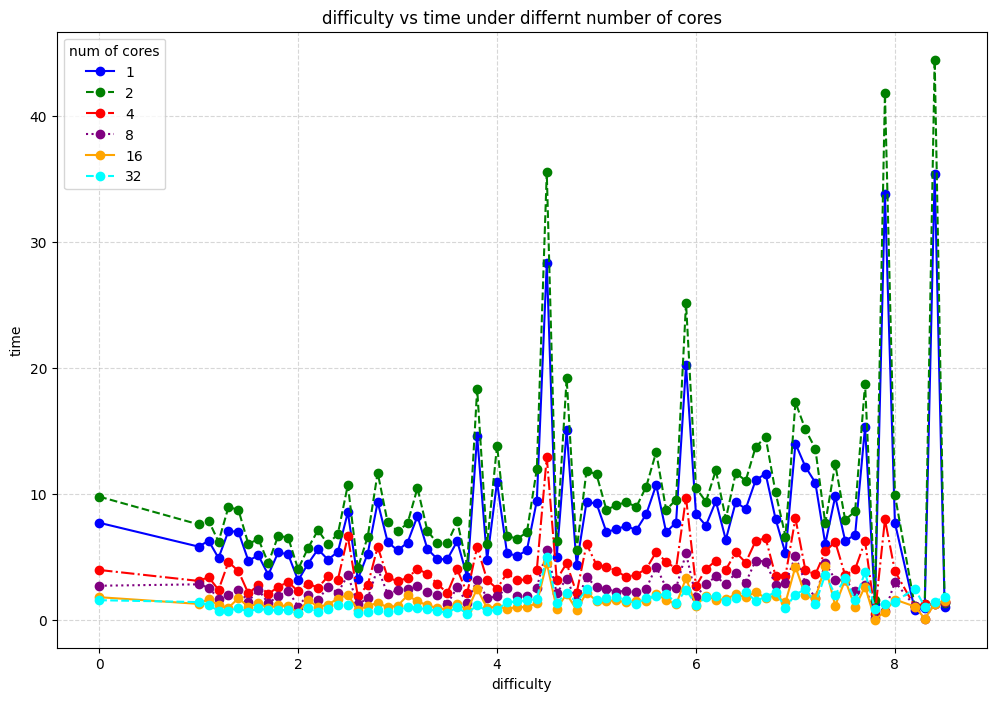 difficulty vs time under differnt number of cores
num of cores
1
2
4
8
16
32
time
40
30
20
10
0
0 2 4 6 8
difficulty